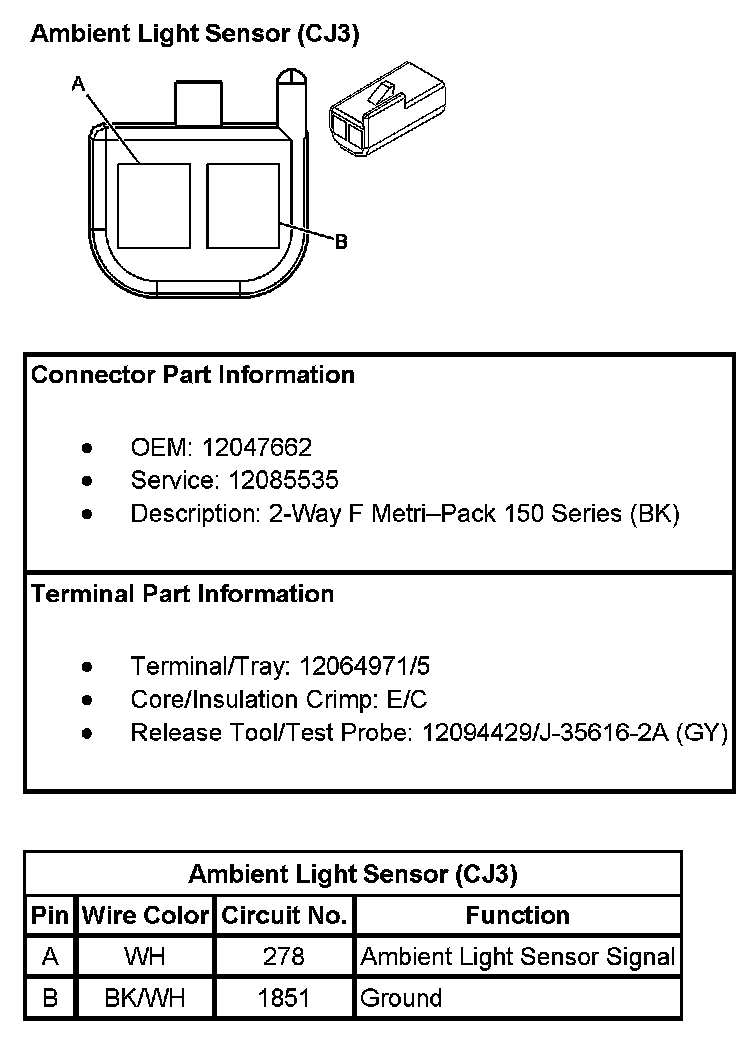 Ambient Light Sensor (CJ3)
A
B
Connector Part Information
• OEM: 12047662
• Service: 12085535
• Description: 2-Way F Metri–Pack 150 Series (BK)
Terminal Part Information
• Terminal/Tray: 12064971/5
• Core/Insulation Crimp: E/C
• Release Tool/Test Probe: 12094429/J-35616-2A (GY)
Ambient Light Sensor (CJ3)
Pin Wire Color Circuit No. Function
A WH 278 Ambient Light Sensor Signal
B BK/WH 1851 Ground